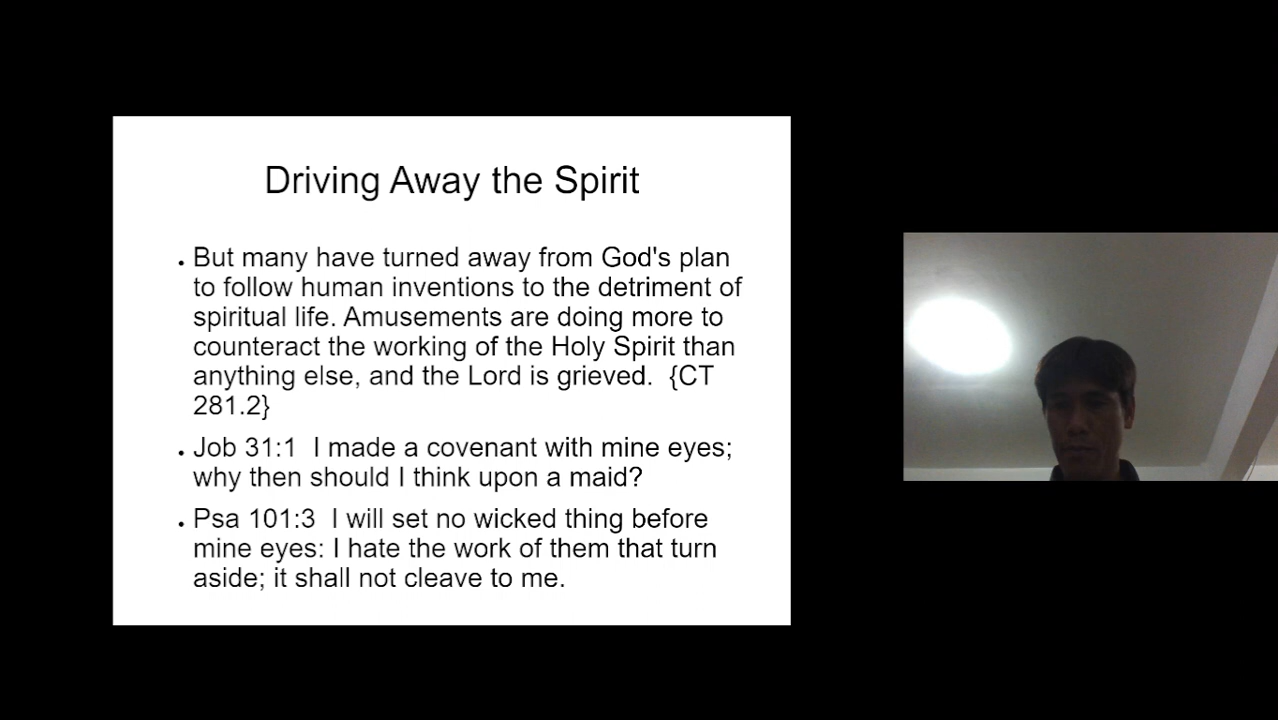 Driving Away the Spirit
• But many have turned away from God's plan
to follow human inventions to the detriment of
spiritual life. Amusements are doing more to
counteract the working of the Holy Spirit than
anything else, and the Lord is grieved.  {CT
281.2}
• Job 31:1  I made a covenant with mine eyes;
why then should I think upon a maid?
• Psa 101:3  I will set no wicked thing before
mine eyes: I hate the work of them that turn
aside; it shall not cleave to me.